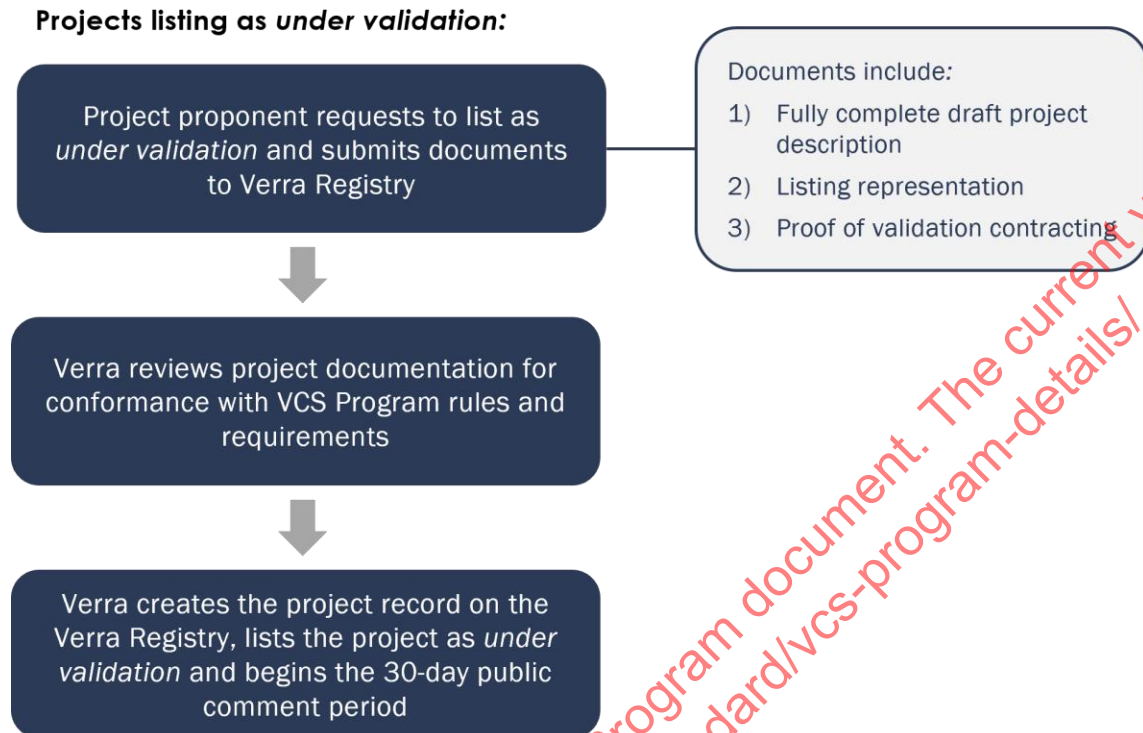 Projects listing as under validation:
Project proponent requests to list as
under validation and submits documents
to Verra Registry
Documents include:
1) Fully complete draft project
description
2) Listing representation
3) Proof of validation contracting
Verra reviews project documentation for
conformance with VCS Program rules and
requirements
Verra creates the project record on the
Verra Registry, lists the project as under
validation and begins the 30-day public
comment period
program document. The current
dard/vcs-program-details/